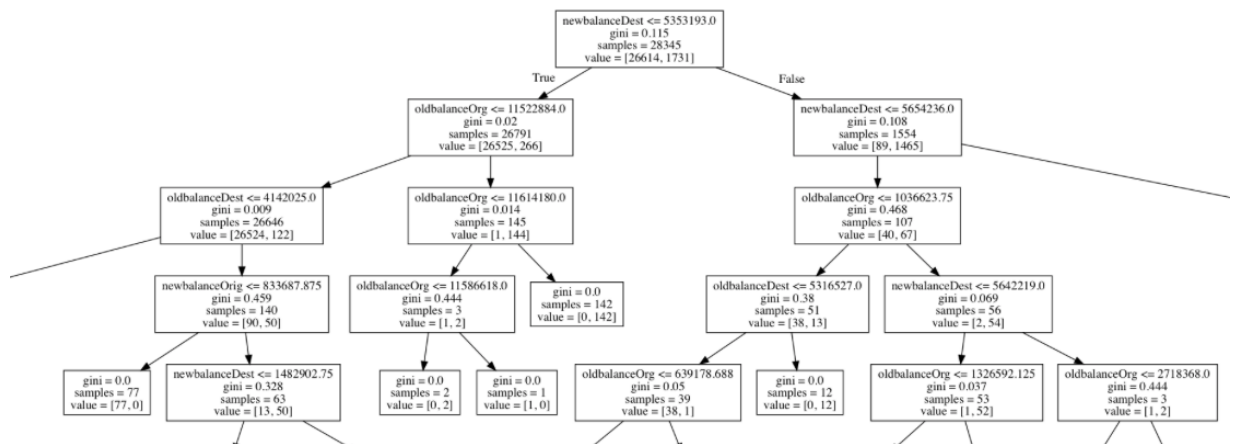 newbalanceDest <= 5353193.0
gini = 0.115
samples = 28345
value = [26614, 1731]
True
False
oldbalanceOrg <= 11522884.0
gini = 0.02
samples = 26791
value = [26525, 266]
newbalanceDest <= 5654236.0
gini = 0.108
samples = 1554
value = [89, 1465]
oldbalanceDest <= 4142025.0
gini = 0.009
samples = 26646
value = [26524, 122]
oldbalanceOrg <= 11614180.0
gini = 0.014
samples = 145
value = [1, 144]
oldbalanceOrg <= 1036623.75
gini = 0.468
samples = 107
value = [40, 67]
newbalanceOrig <= 833687.875
gini = 0.459
samples = 140
value = [90, 50]
oldbalanceOrg <= 11586618.0
gini = 0.444
samples = 3
value = [1, 2]
gini = 0.0
samples = 142
value = [0, 142]
oldbalanceDest <= 5316527.0
gini = 0.38
samples = 51
value = [38, 13]
newbalanceDest <= 5642219.0
gini = 0.069
samples = 56
value = [2, 54]
gini = 0.0
samples = 77
value = [77, 0]
newbalanceDest <= 1482902.75
gini = 0.328
samples = 63
value = [13, 50]
gini = 0.0
samples = 2
value = [0, 2]
gini = 0.0
samples = 1
value = [1, 0]
oldbalanceOrg <= 639178.688
gini = 0.05
samples = 39
value = [38, 1]
gini = 0.0
samples = 12
value = [0, 12]
oldbalanceOrg <= 1326592.125
gini = 0.037
samples = 53
value = [1, 52]
oldbalanceOrg <= 2718368.0
gini = 0.444
samples = 3
value = [1, 2]